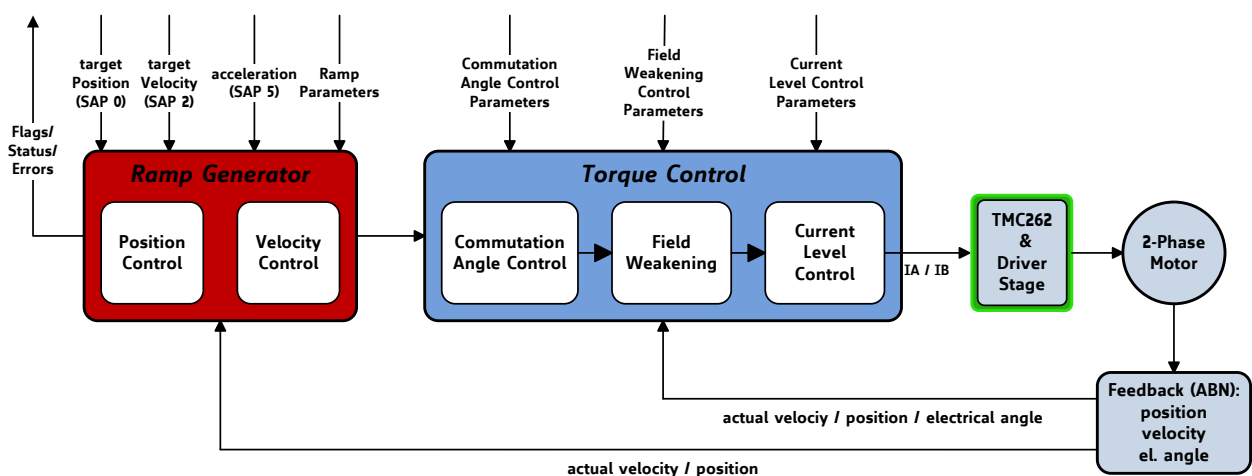 target
Position
(SAP 0)
target
Velocity
(SAP 2)
acceleration
(SAP 5)
Ramp
Parameters
Commutation
Angle Control
Parameters
Field
Weakening
Control
Parameters
Current
Level Control
Parameters
Flags/
Status/
Errors
Ramp Generator
Position
Control
Velocity
Control
Torque Control
Commutation
Angle Control
Field
Weakening
Current
Level
Control
IA / IB
TMC262
&
Driver
Stage
2-Phase
Motor
Feedback (ABN):
position
velocity
el. angle
actual velociy / position / electrical angle
actual velocity / position